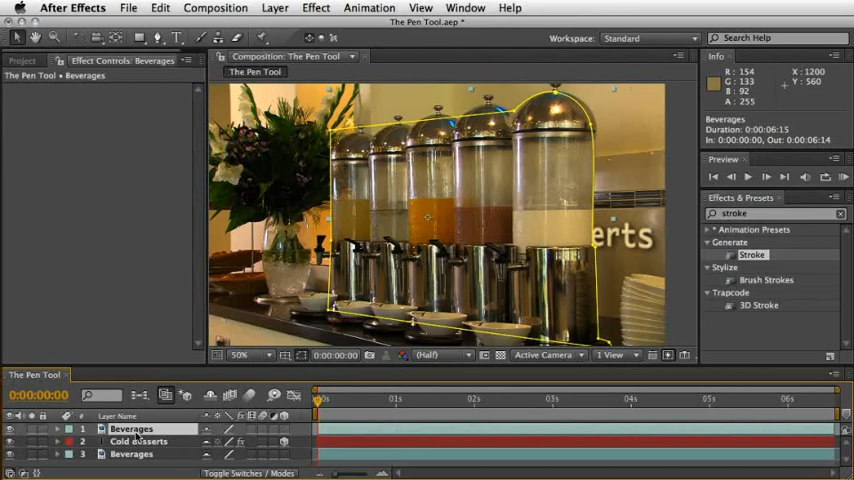 After Effects File Edit Composition Layer Effect Animation View Window Help
The Pen Tool.aep *
Workspace: Standard
Search Help
Project
Effect Controls: Beverages
The Pen Tool • Beverages
Composition: The Pen Tool
The Pen Tool
erts
50%
0:00:00:00
(Half)
Active Camera
1 View
Info
R: 154
G: 133
B: 92
A: 255
X: 1200
Y: 560
Beverages
Duration: 0:00:06:15
In: 0:00:00:00, Out: 0:00:06:14
Preview
Effects & Presets
stroke
* Animation Presets
Generate
Stroke
Stylize
Brush Strokes
Trapcode
3D Stroke
The Pen Tool
0:00:00:00
00s 01s 02s 03s 04s 05s 06s
# Layer Name
fx
1 Beverages
2 Cold desserts
3 Beverages
Toggle Switches / Modes